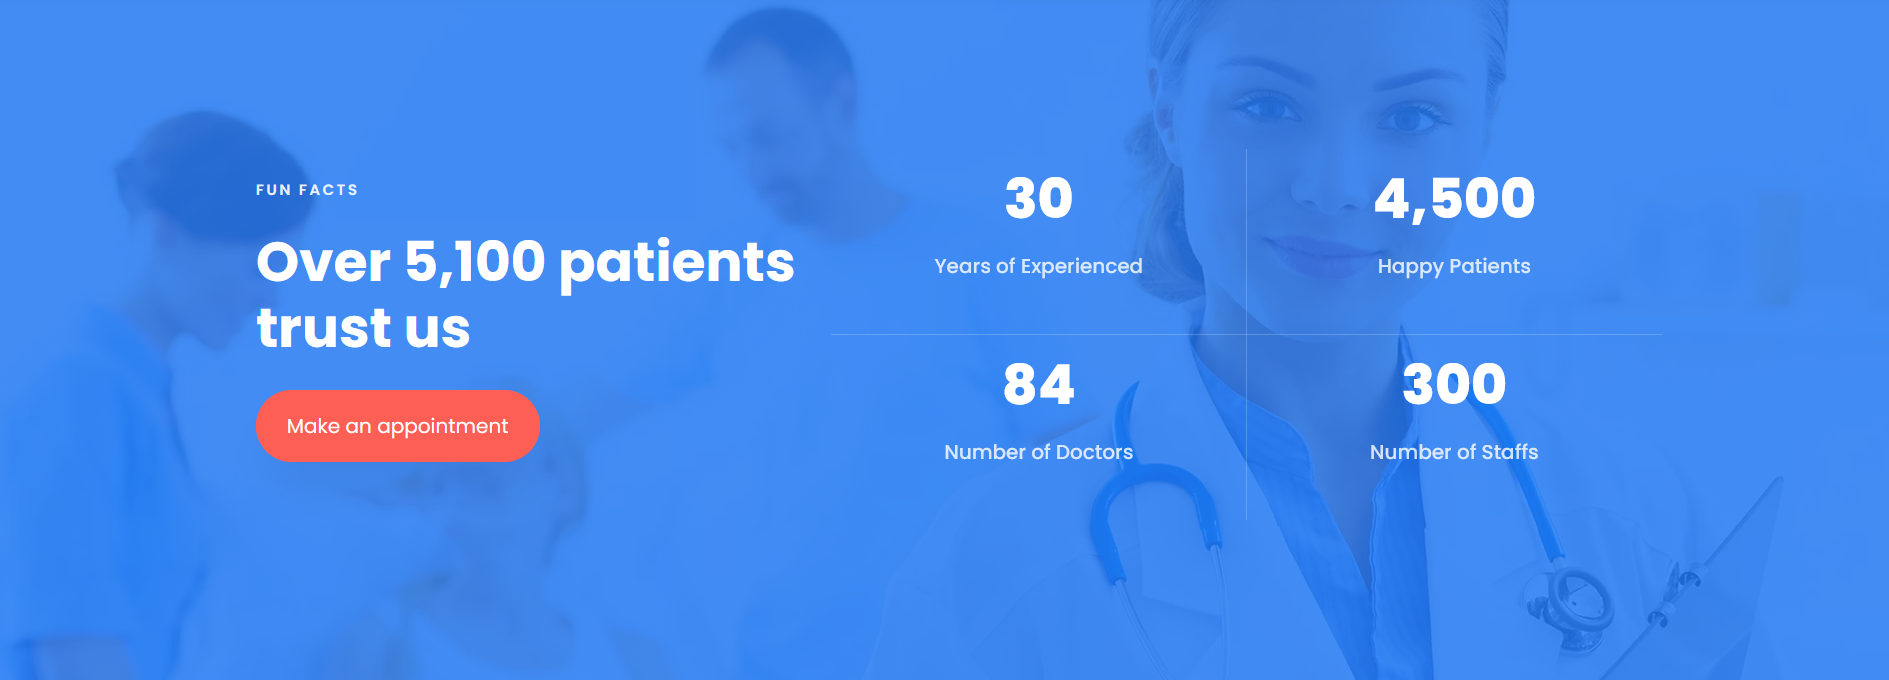 FUN FACTS
Over 5,100 patients
trust us
Make an appointment
30
Years of Experienced
4,500
Happy Patients
84
Number of Doctors
300
Number of Staffs